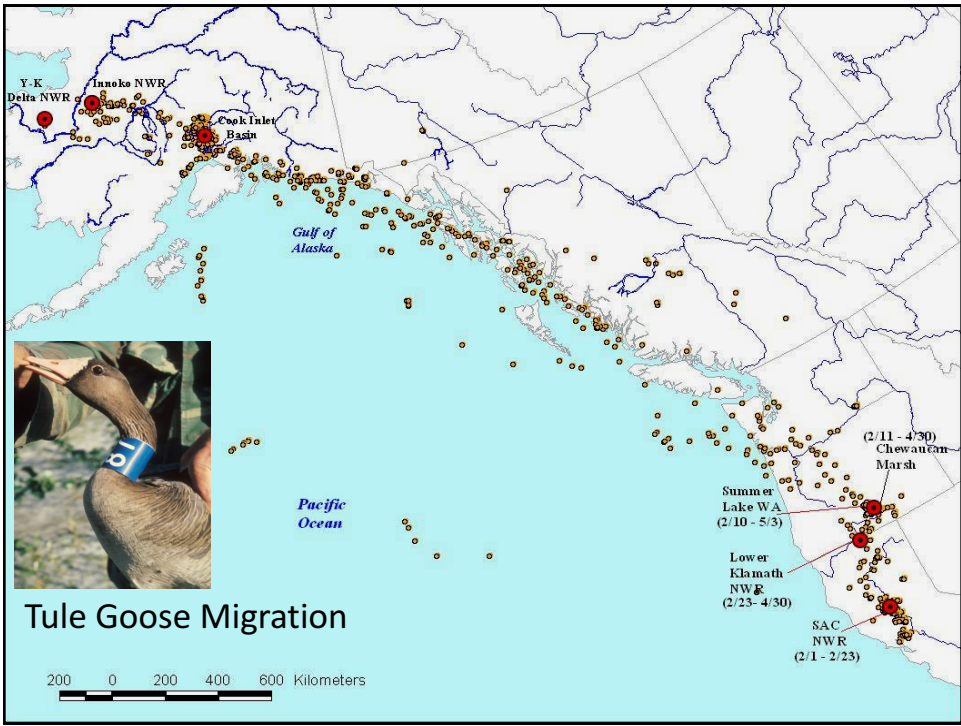 Y-K
Delta NWR
Innoko NWR
Cook Inlet
Basin
Gulf of
Alaska
Pacific
Ocean
(2/11 - 4/30)
Chewaucan
Marsh
Summer
Lake WA
(2/10 - 5/3)
Lower
Klamath
NWR
(2/23- 4/30)
SAC
NWR
(2/1 - 2/23)
18
Tule Goose Migration
200 0 200 400 600 Kilometers